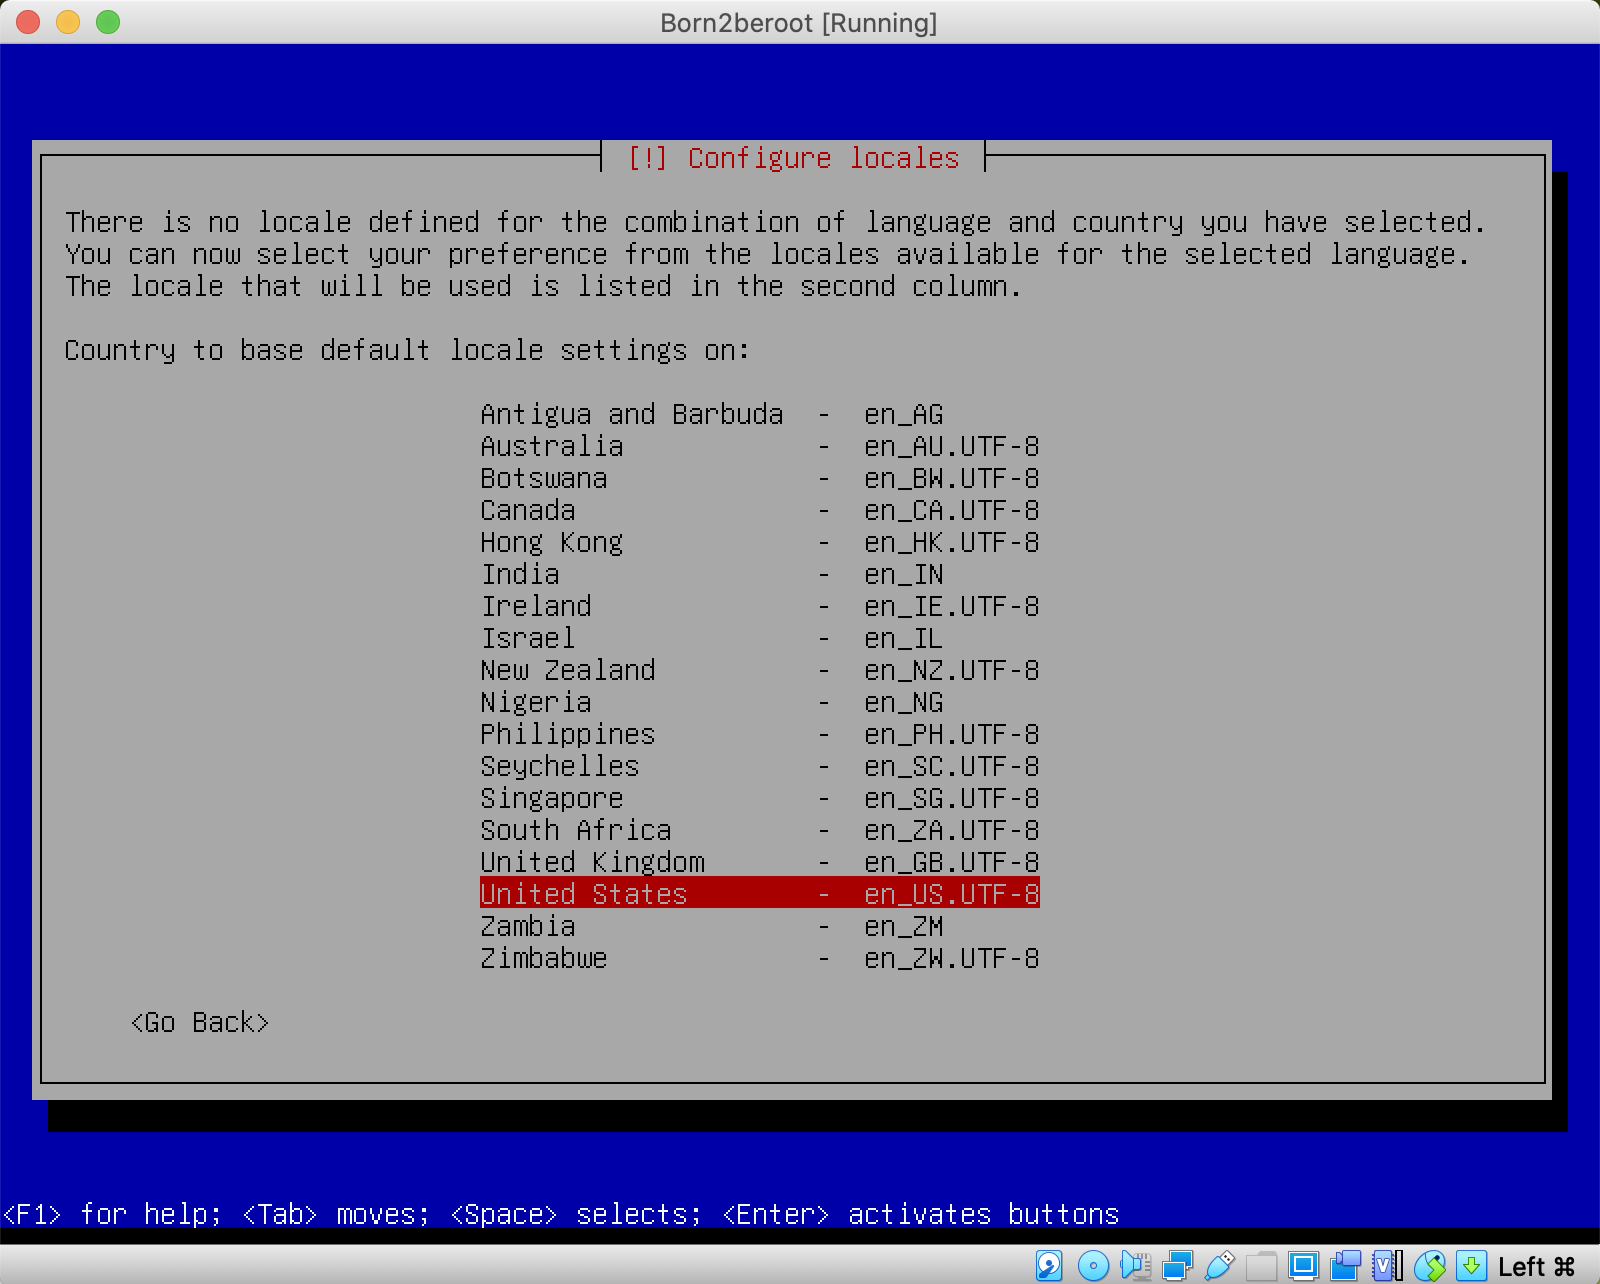 Born2beroot [Running]
[!] Configure locales
There is no locale defined for the combination of language and country you have selected.
You can now select your preference from the locales available for the selected language.
The locale that will be used is listed in the second column.
Country to base default locale settings on:
Antigua and Barbuda - en_AG
Australia - en_AU.UTF-8
Botswana - en_BW.UTF-8
Canada - en_CA.UTF-8
Hong Kong - en_HK.UTF-8
India - en_IN
Ireland - en_IE.UTF-8
Israel - en_IL
New Zealand - en_NZ.UTF-8
Nigeria - en_NG
Philippines - en_PH.UTF-8
Seychelles - en_SC.UTF-8
Singapore - en_SG.UTF-8
South Africa - en_ZA.UTF-8
United Kingdom - en_GB.UTF-8
United States - en_US.UTF-8
Zambia - en_ZM
Zimbabwe - en_ZW.UTF-8
<Go Back>
<F1> for help; <Tab> moves; <Space> selects; <Enter> activates buttons
Left ⌘